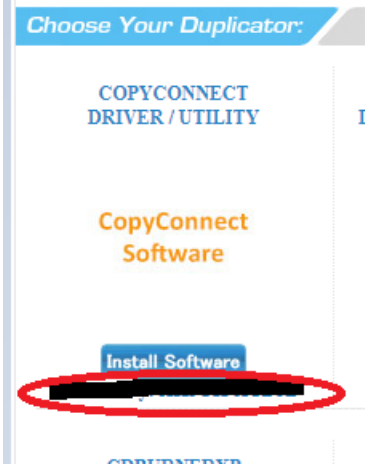 Choose Your Duplicator:
COPYCONNECT
DRIVER / UTILITY
CopyConnect
Software
Install Software